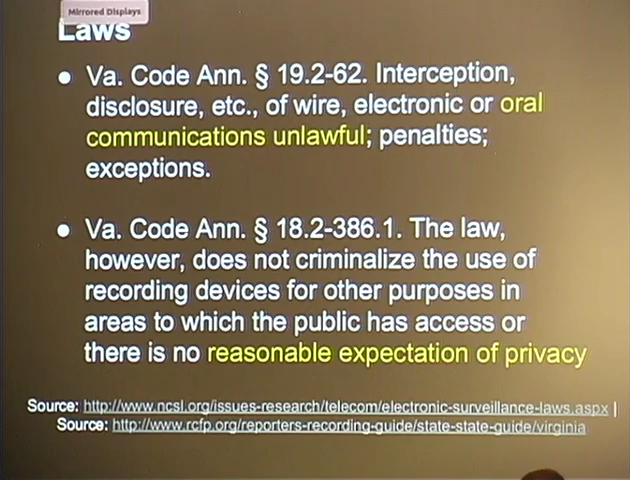 Mirrored Displays
Laws
● Va. Code Ann. § 19.2-62. Interception,
disclosure, etc., of wire, electronic or oral
communications unlawful; penalties;
exceptions.
● Va. Code Ann. § 18.2-386.1. The law,
however, does not criminalize the use of
recording devices for other purposes in
areas to which the public has access or
there is no reasonable expectation of privacy
Source: http://www.ncsl.org/issues-research/telecom/electronic-surveillance-laws.aspx |
Source: http://www.rcfp.org/reporters-recording-guide/state-state-guide/virginia